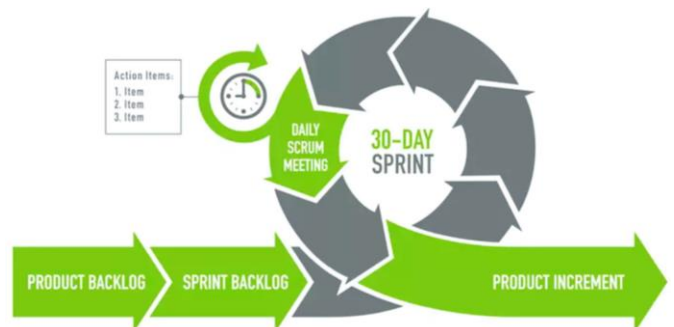 Action Items:
1. Item
2. Item
3. Item
DAILY
SCRUM
MEETING
30-DAY
SPRINT
PRODUCT BACKLOG
SPRINT BACKLOG
PRODUCT INCREMENT